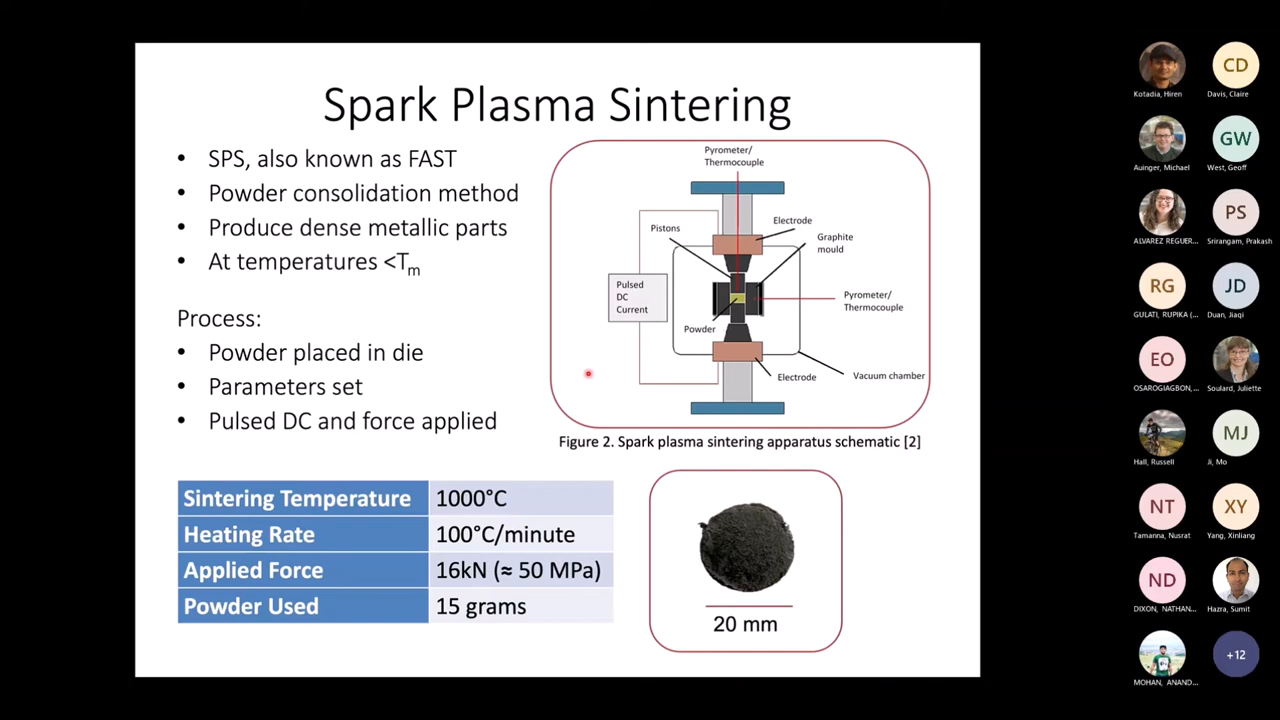 Spark Plasma Sintering
• SPS, also known as FAST
• Powder consolidation method
• Produce dense metallic parts
• At temperatures <Tm
Process:
• Powder placed in die
• Parameters set
• Pulsed DC and force applied
Pyrometer/
Thermocouple
Electrode
Pistons
Graphite
mould
Pulsed
DC
Current
Pyrometer/
Thermocouple
Powder
Electrode
Vacuum chamber
Figure 2. Spark plasma sintering apparatus schematic [2]
Sintering Temperature 1000°C
Heating Rate 100°C/minute
Applied Force 16kN (≈ 50 MPa)
Powder Used 15 grams
20 mm
CD
Kotadia, Hiren
Davis, Claire
GW
Auinger, Michael
West, Geoff
PS
ALVAREZ REGUER...
Srirangam, Prakash
RG
JD
GULATI, RUPIKA (...
Duan, Jiaqi
EO
OSAROGIAGBON,...
Soulard, Juliette
MJ
Hall, Russell
Ji, Mo
NT
XY
Tamanna, Nusrat
Yang, Xinliang
ND
DIXON, NATHAN...
Hazra, Sumit
+12
MOHAN, ANAND...